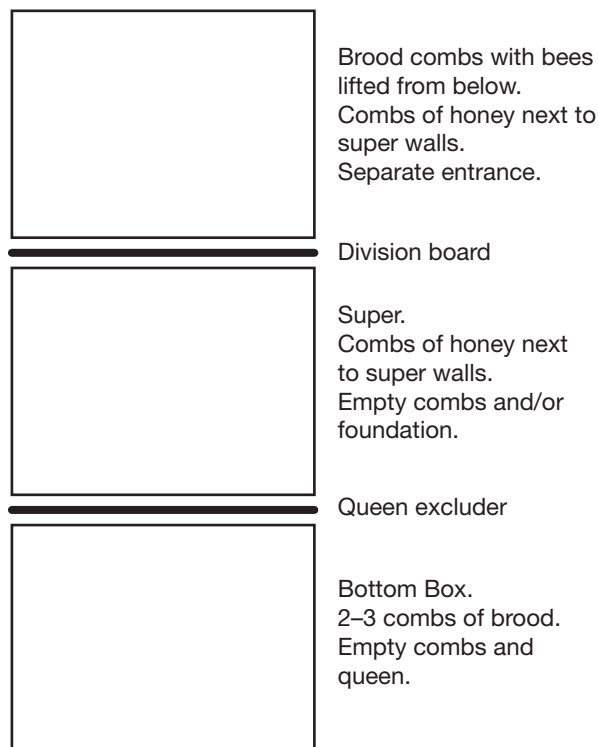 Brood combs with bees
lifted from below.
Combs of honey next to
super walls.
Separate entrance.
Division board
Super.
Combs of honey next
to super walls.
Empty combs and/or
foundation.
Queen excluder
Bottom Box.
2–3 combs of brood.
Empty combs and
queen.